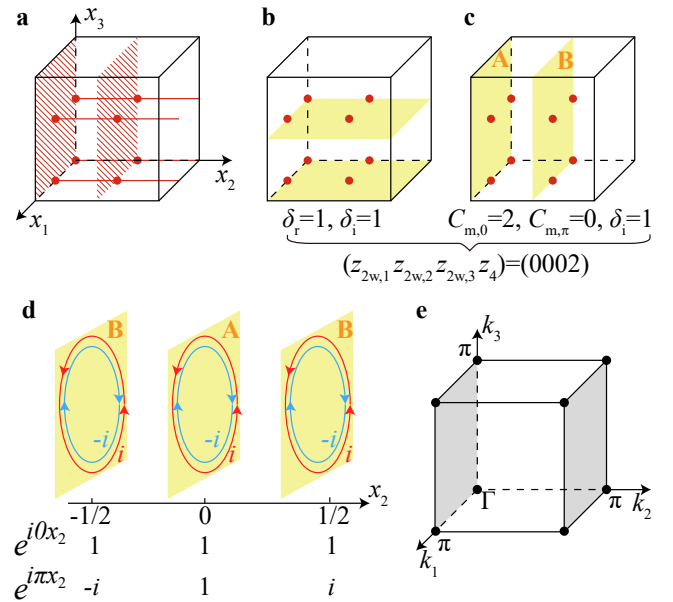 a
x₃
x₂
x₁
b
δᵣ=1, δᵢ=1
c
A
B
Cₘ,₀=2, Cₘ,π=0, δᵢ=1
(z₂w,₁ z₂w,₂ z₂w,₃ z₄)=(0002)
d
B A B
-i i -i i -i i
x₂
-1/2 0 1/2
e^{i0x₂} 1 1 1
e^{iπx₂} -i 1 i
e
k₃
π
Γ
π
k₂
π
k₁